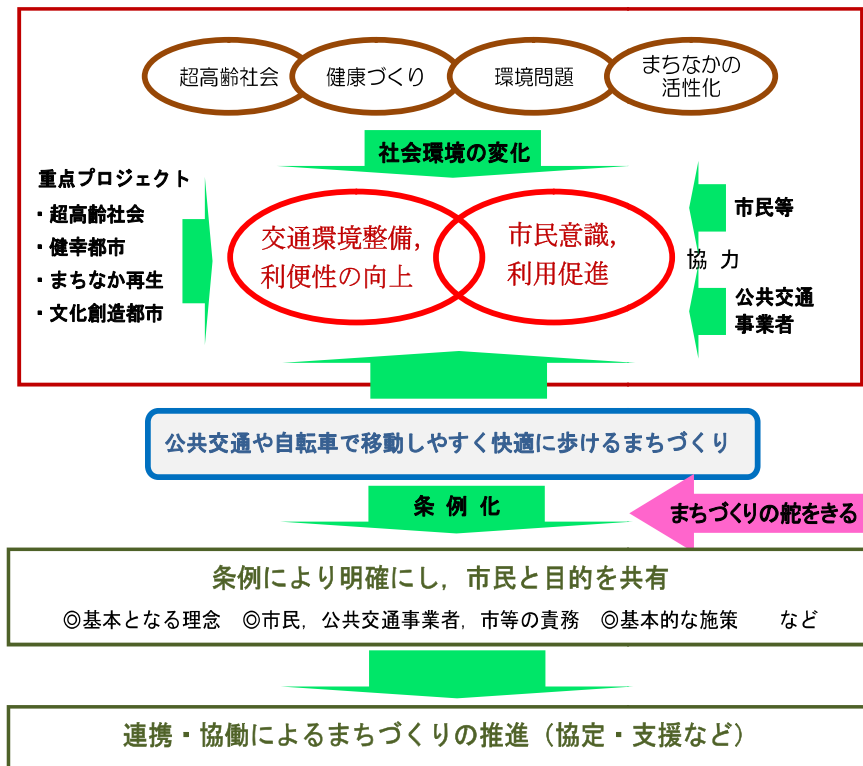 超高齢社会
健康づくり
環境問題
まちなかの
活性化
社会環境の変化
重点プロジェクト
・超高齢社会
・健幸都市
・まちなか再生
・文化創造都市
交通環境整備,
利便性の向上
市民意識,
利用促進
市民等
協 力
公共交通
事業者
公共交通や自転車で移動しやすく快適に歩けるまちづくり
条 例 化
まちづくりの舵をきる
条例により明確にし,市民と目的を共有
◎基本となる理念 ◎市民,公共交通事業者,市等の責務 ◎基本的な施策 など
連携・協働によるまちづくりの推進(協定・支援など)